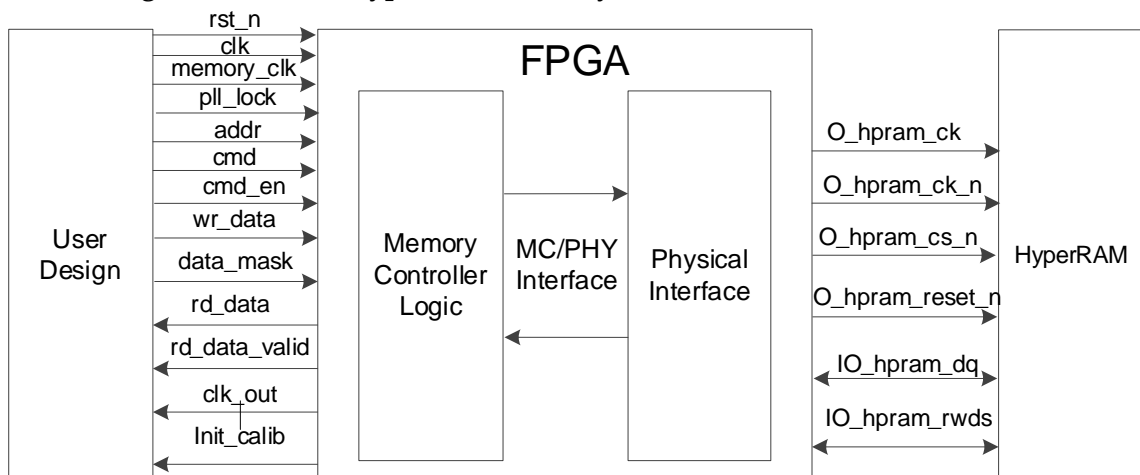 rst_n
clk
memory_clk
pll_lock
addr
cmd
cmd_en
wr_data
data_mask
rd_data
rd_data_valid
clk_out
Init_calib
User
Design
FPGA
Memory
Controller
Logic
MC/PHY
Interface
Physical
Interface
O_hpram_ck
O_hpram_ck_n
O_hpram_cs_n
O_hpram_reset_n
IO_hpram_dq
IO_hpram_rwds
HyperRAM